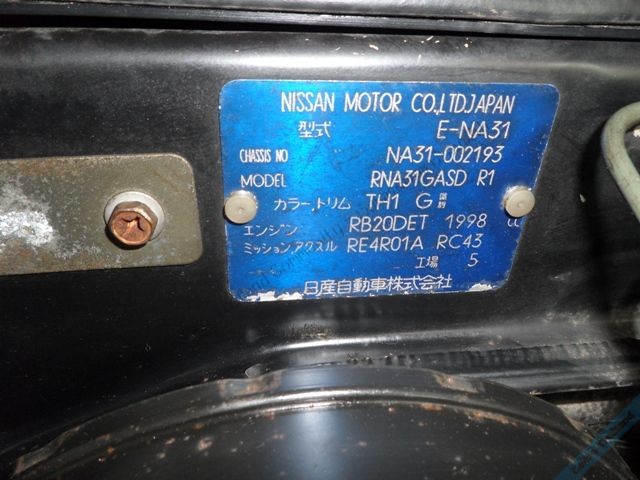 NISSAN MOTOR CO.,LTD.JAPAN
型式 E-NA31
CHASSIS NO NA31-002193
MODEL RNA31GASD R1
カラー,トリム TH1 G
エンジン RB20DET 1998 cc
ミッション,アクスル RE4R01A RC43
工場 5
日産自動車株式会社